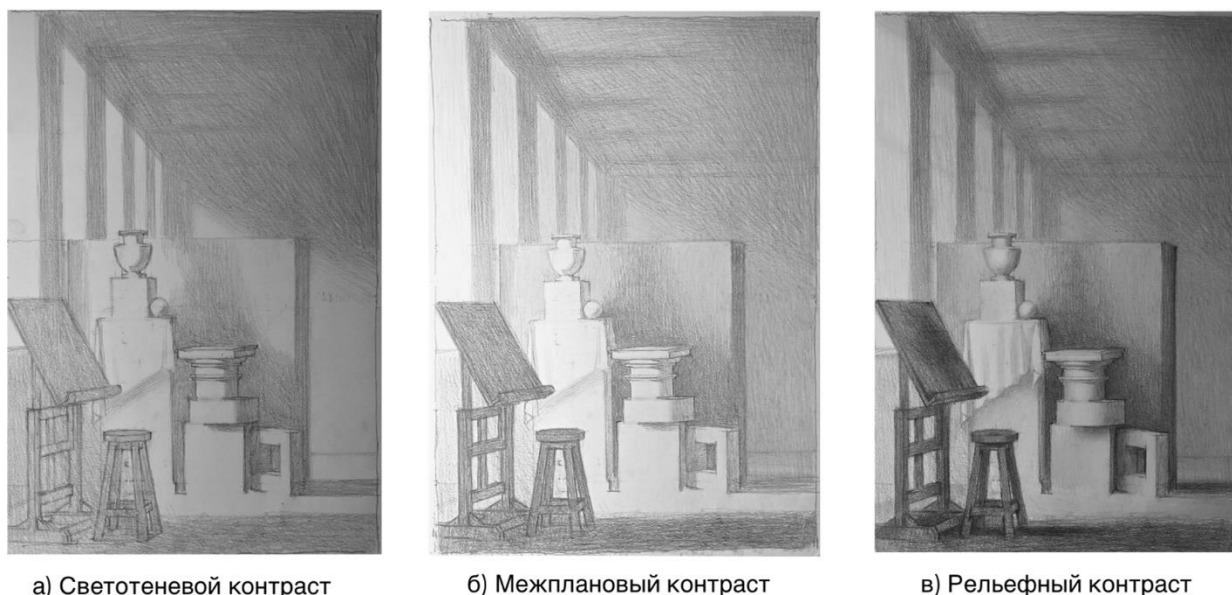 а) Светотеневой контраст
б) Межплановый контраст
в) Рельефный контраст